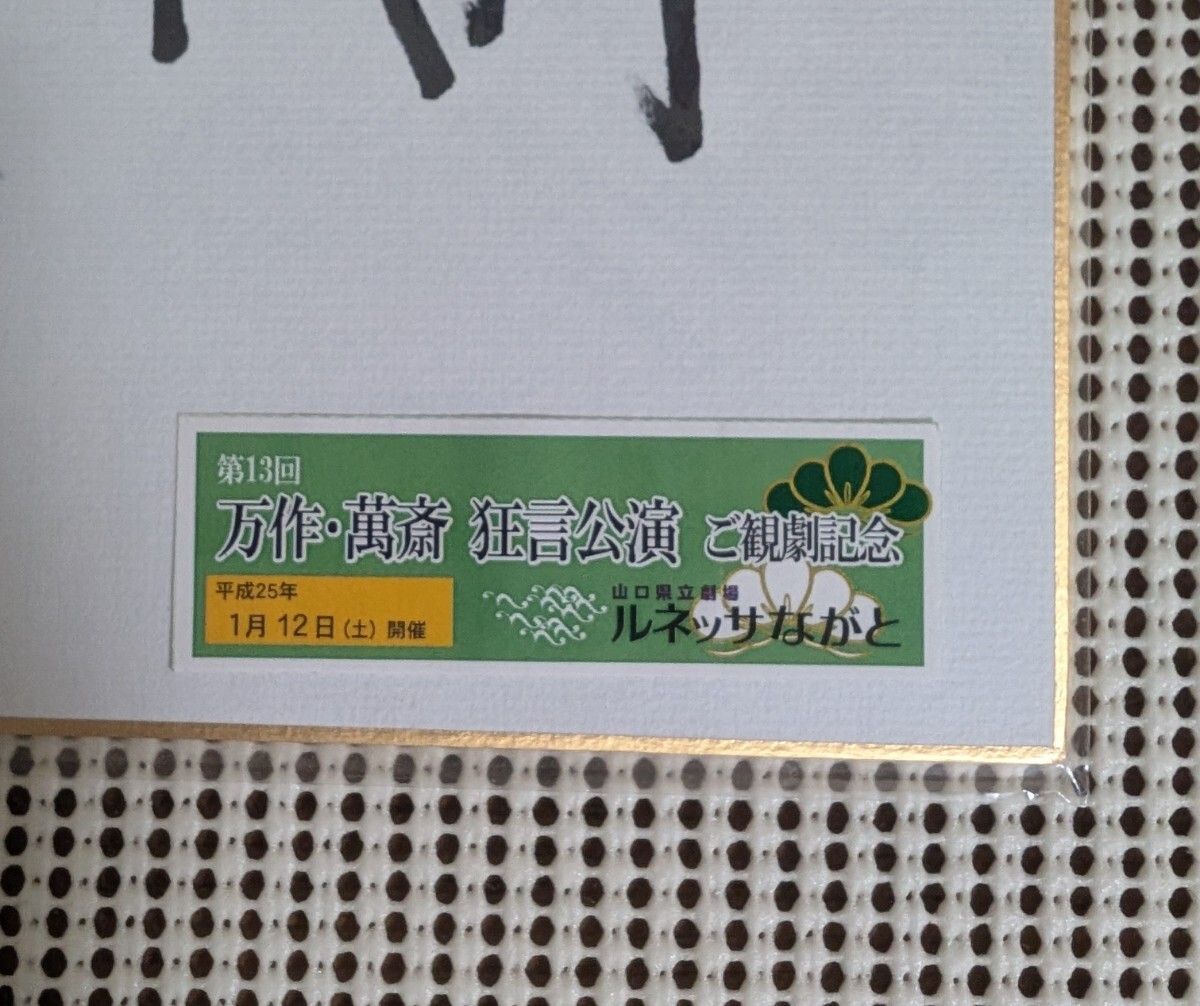 第13回
万作・萬斎 狂言公演 ご観劇記念
平成25年
1月12日(土) 開催
山口県立劇場
ルネッサながと